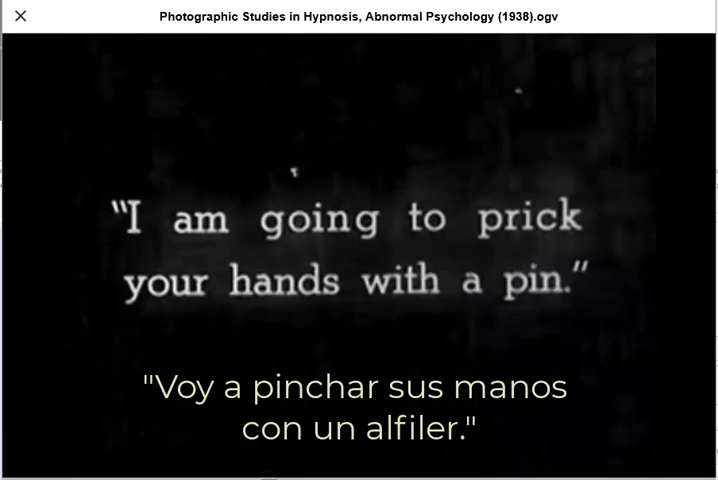 Photographic Studies in Hypnosis, Abnormal Psychology (1938).ogv
"I am going to prick
your hands with a pin."
"Voy a pinchar sus manos
con un alfiler."